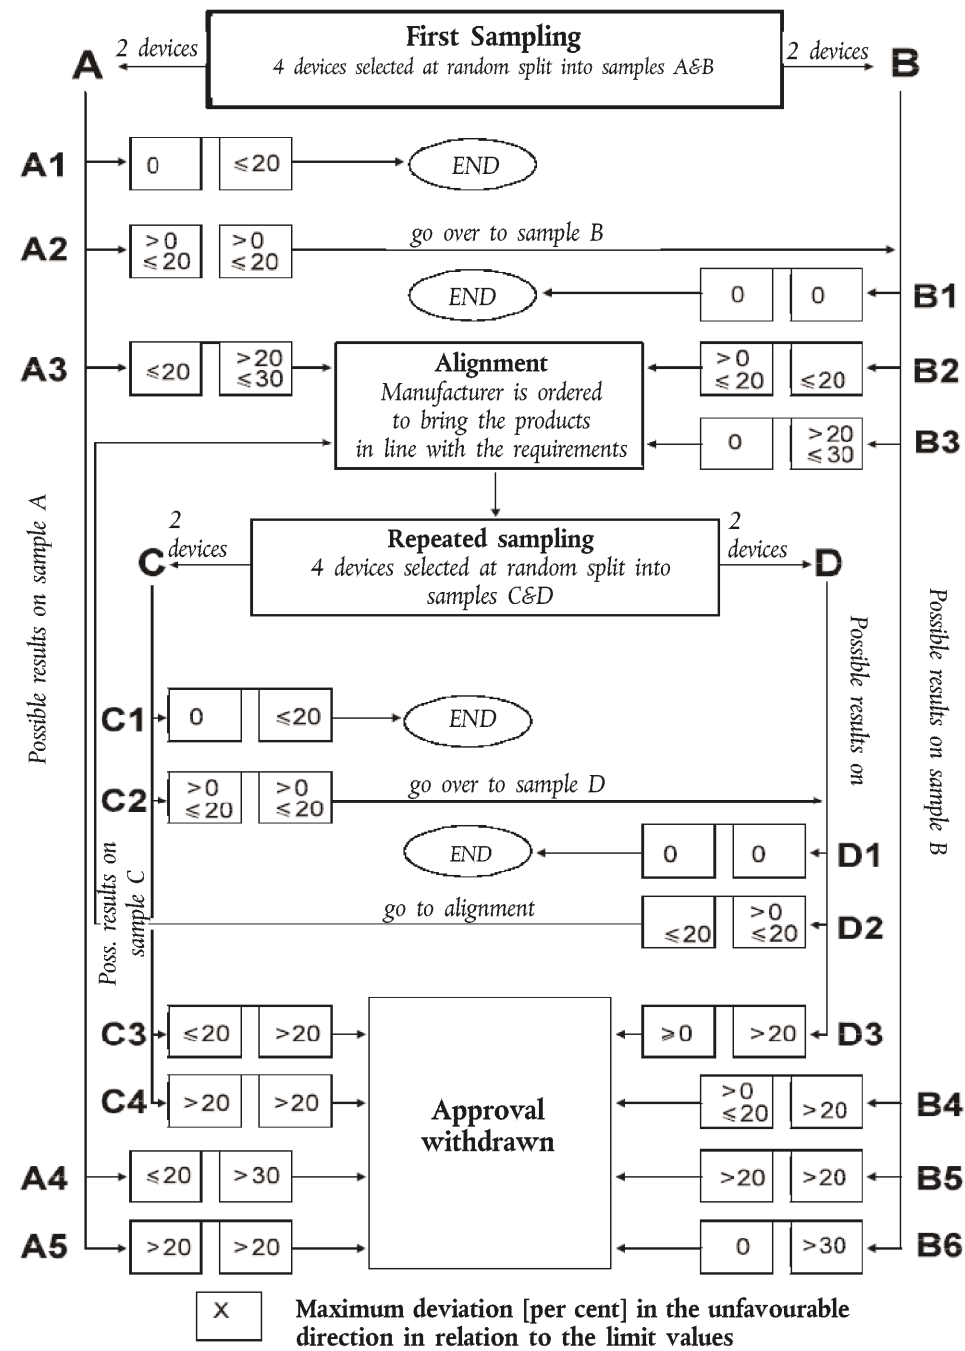 First Sampling
4 devices selected at random split into samples A&B
A
2 devices
2 devices
B
A1
0
≤20
END
A2
>0
≤20
>0
≤20
go over to sample B
END
0
0
B1
A3
≤20
>20
≤30
Alignment
Manufacturer is ordered
to bring the products
in line with the requirements
>0
≤20
≤20
B2
0
>20
≤30
B3
Possible results on sample A
C
2
devices
Repeated sampling
4 devices selected at random split into
samples C&D
2
devices
D
Possible results on
Possible results on sample B
C1
0
≤20
END
C2
>0
≤20
>0
≤20
go over to sample D
END
0
0
D1
Poss. results on
sample C
go to alignment
≤20
>0
≤20
D2
C3
≤20
>20
Approval
withdrawn
≥0
>20
D3
C4
>20
>20
>0
≤20
>20
B4
A4
≤20
>30
>20
>20
B5
A5
>20
>20
0
>30
B6
X
Maximum deviation [per cent] in the unfavourable
direction in relation to the limit values